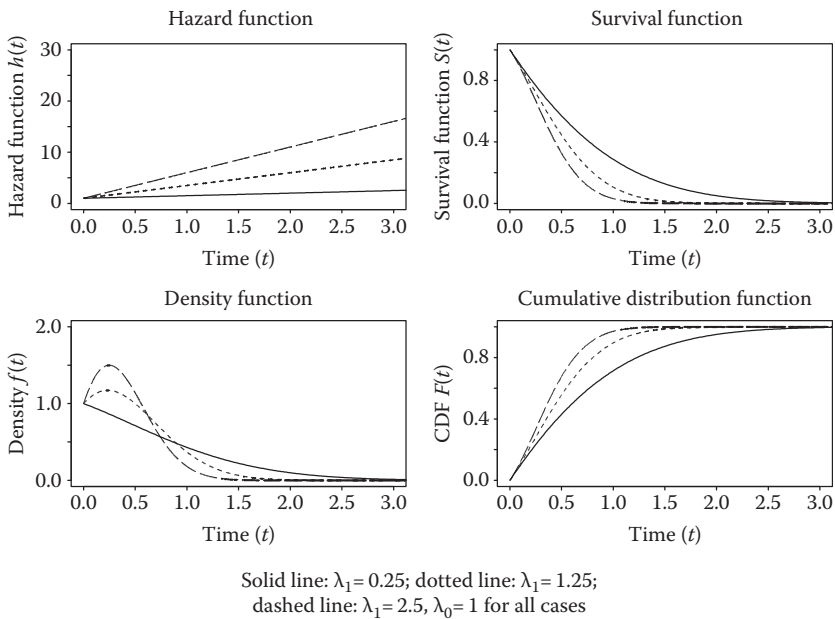 Hazard function
Hazard function h(t)
30
20
10
0
0.0 0.5 1.0 1.5 2.0 2.5 3.0
Time (t)
Survival function
Survival function S(t)
0.8
0.4
0.0
0.0 0.5 1.0 1.5 2.0 2.5 3.0
Time (t)
Density function
Density f(t)
2.0
1.0
0.0
0.0 0.5 1.0 1.5 2.0 2.5 3.0
Time (t)
Cumulative distribution function
CDF F(t)
0.8
0.4
0.0
0.0 0.5 1.0 1.5 2.0 2.5 3.0
Time (t)
Solid line: λ₁= 0.25; dotted line: λ₁= 1.25;
dashed line: λ₁= 2.5, λ₀= 1 for all cases